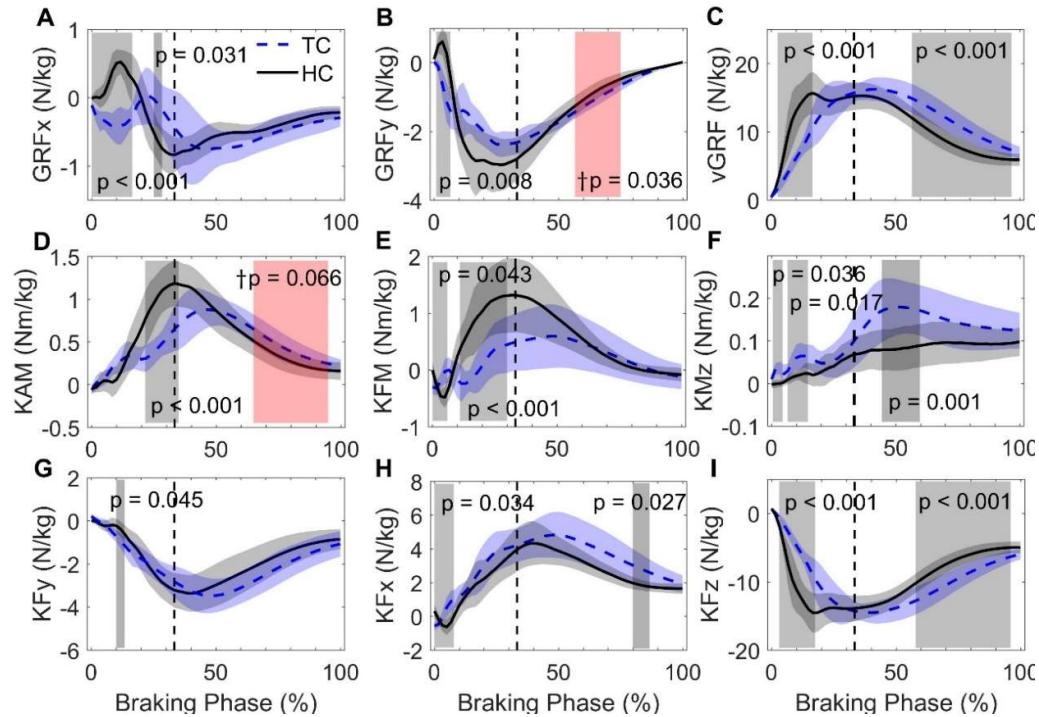 A
GRFx (N/kg)
1
0
-1
p = 0.031
TC
HC
p < 0.001
0
50
100
B
GRFy (N/kg)
0
-2
-4
p = 0.008
†p = 0.036
0
50
100
C
vGRF (N/kg)
20
10
0
p < 0.001
p < 0.001
0
50
100
D
KAM (Nm/kg)
1.5
1
0.5
0
-0.5
†p = 0.066
p < 0.001
0
50
100
E
KFM (Nm/kg)
2
1
0
-1
p = 0.043
p < 0.001
0
50
100
F
KMz (Nm/kg)
0.2
0.1
0
-0.1
p = 0.036
p = 0.017
p = 0.001
0
50
100
G
KFy (N/kg)
2
0
-2
-4
-6
p = 0.045
0
50
100
Braking Phase (%)
H
KFx (N/kg)
8
6
4
2
0
-2
p = 0.034
p = 0.027
0
50
100
Braking Phase (%)
I
KFz (N/kg)
0
-10
-20
p < 0.001
p < 0.001
0
50
100
Braking Phase (%)